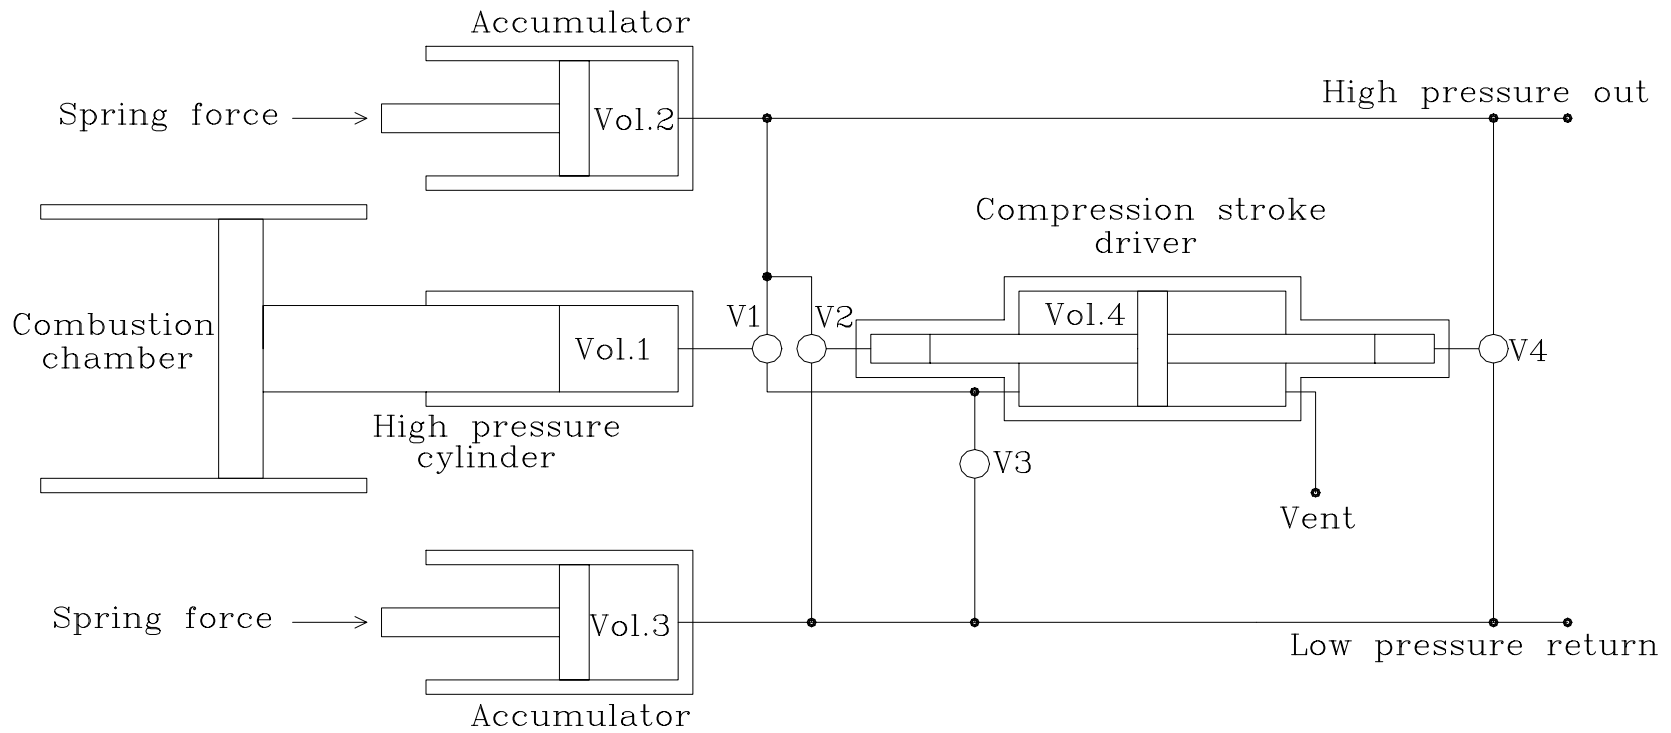 Accumulator
High pressure out
Spring force
Vol.2
Compression stroke
driver
Combustion
chamber
Vol.1
V1
V2
Vol.4
V4
High pressure
cylinder
V3
Vent
Spring force
Vol.3
Low pressure return
Accumulator